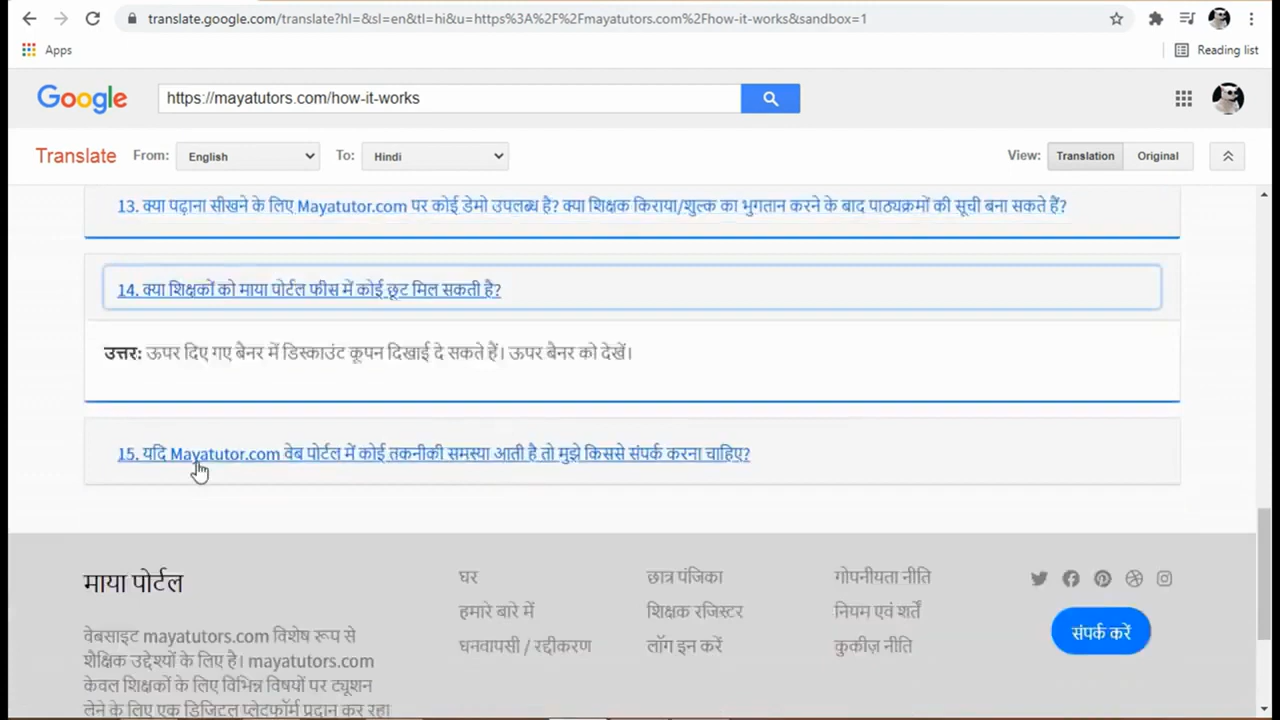 translate.google.com/translate?hl=&sl=en&tl=hi&u=https%3A%2F%2Fmayatutors.com%2Fhow-it-works&sandbox=1
Apps
Reading list
Google
https://mayatutors.com/how-it-works
Translate From: English To: Hindi View: Translation Original
13. क्या पढ़ाना सीखने के लिए Mayatutor.com पर कोई डेमो उपलब्ध है? क्या शिक्षक किराया/शुल्क का भुगतान करने के बाद पाठ्यक्रमों की सूची बना सकते हैं?
14. क्या शिक्षकों को माया पोर्टल फीस में कोई छूट मिल सकती है?
उत्तर: ऊपर दिए गए बैनर में डिस्काउंट कूपन दिखाई दे सकते हैं। ऊपर बैनर को देखें।
15. यदि Mayatutor.com वेब पोर्टल में कोई तकनीकी समस्या आती है तो मुझे किससे संपर्क करना चाहिए?
माया पोर्टल
वेबसाइट mayatutors.com विशेष रूप से
शैक्षिक उद्देश्यों के लिए है। mayatutors.com
केवल शिक्षकों के लिए विभिन्न विषयों पर ट्यूशन
लेने के लिए एक डिजिटल प्लेटफॉर्म प्रदान कर रहा
घर
हमारे बारे में
धनवापसी / रद्दीकरण
छात्र पंजिका
शिक्षक रजिस्टर
लॉग इन करें
गोपनीयता नीति
नियम एवं शर्तें
कुकीज़ नीति
संपर्क करें